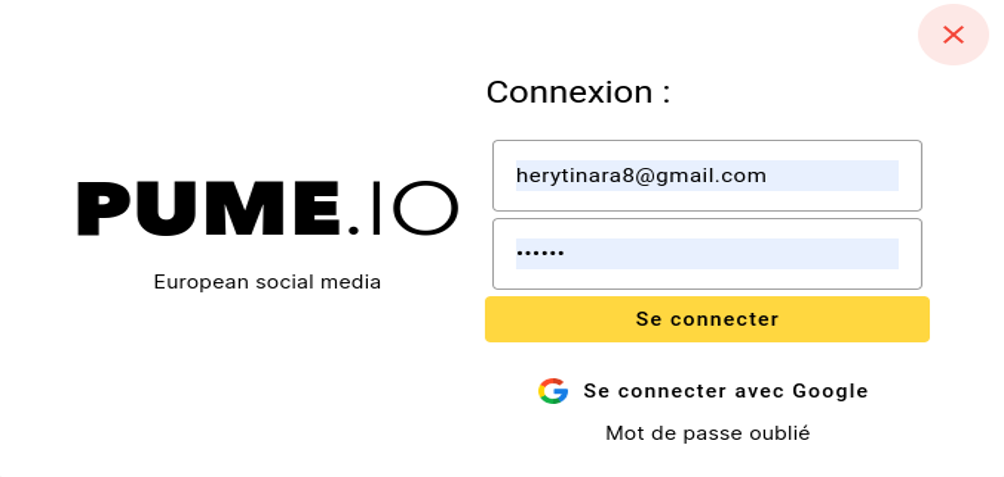 PUME.IO
European social media
Connexion :
herytinara8@gmail.com
••••••
Se connecter
Se connecter avec Google
Mot de passe oublié